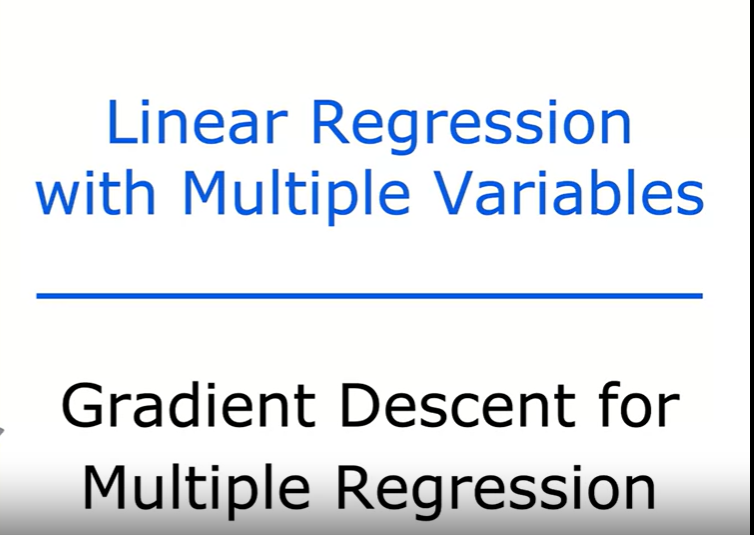 Linear Regression
with Multiple Variables
Gradient Descent for
Multiple Regression